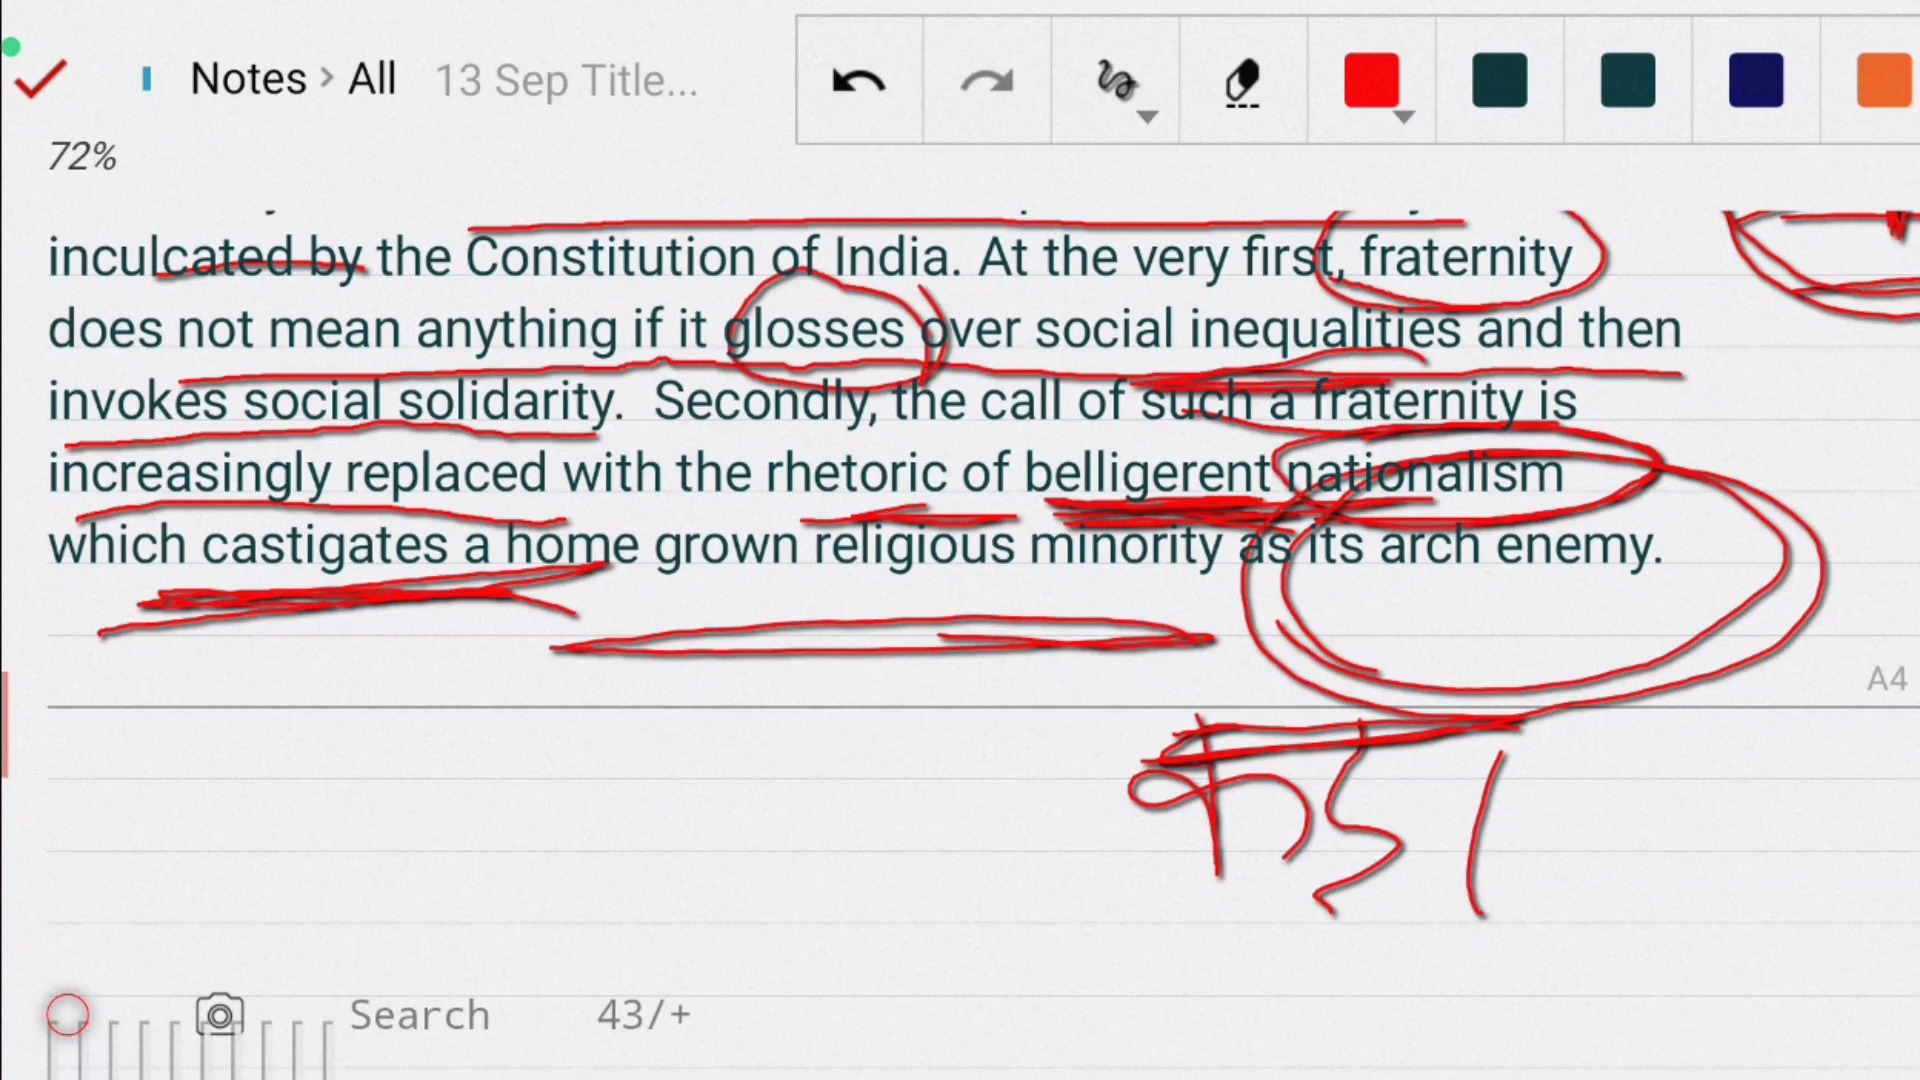 Notes > All 13 Sep Title...
72%
inculcated by the Constitution of India. At the very first, fraternity
does not mean anything if it glosses over social inequalities and then
invokes social solidarity. Secondly, the call of such a fraternity is
increasingly replaced with the rhetoric of belligerent nationalism
which castigates a home grown religious minority as its arch enemy.
A4
Search 43/+